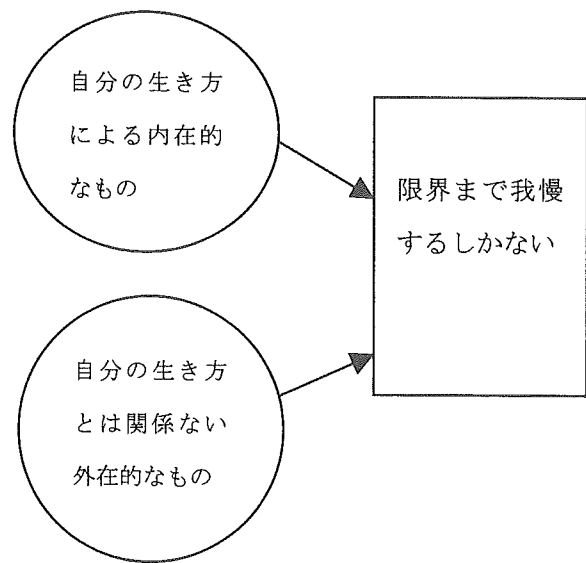 自分の生き方
による内在的
なもの
限界まで我慢
するしかない
自分の生き方
とは関係ない
外在的なもの